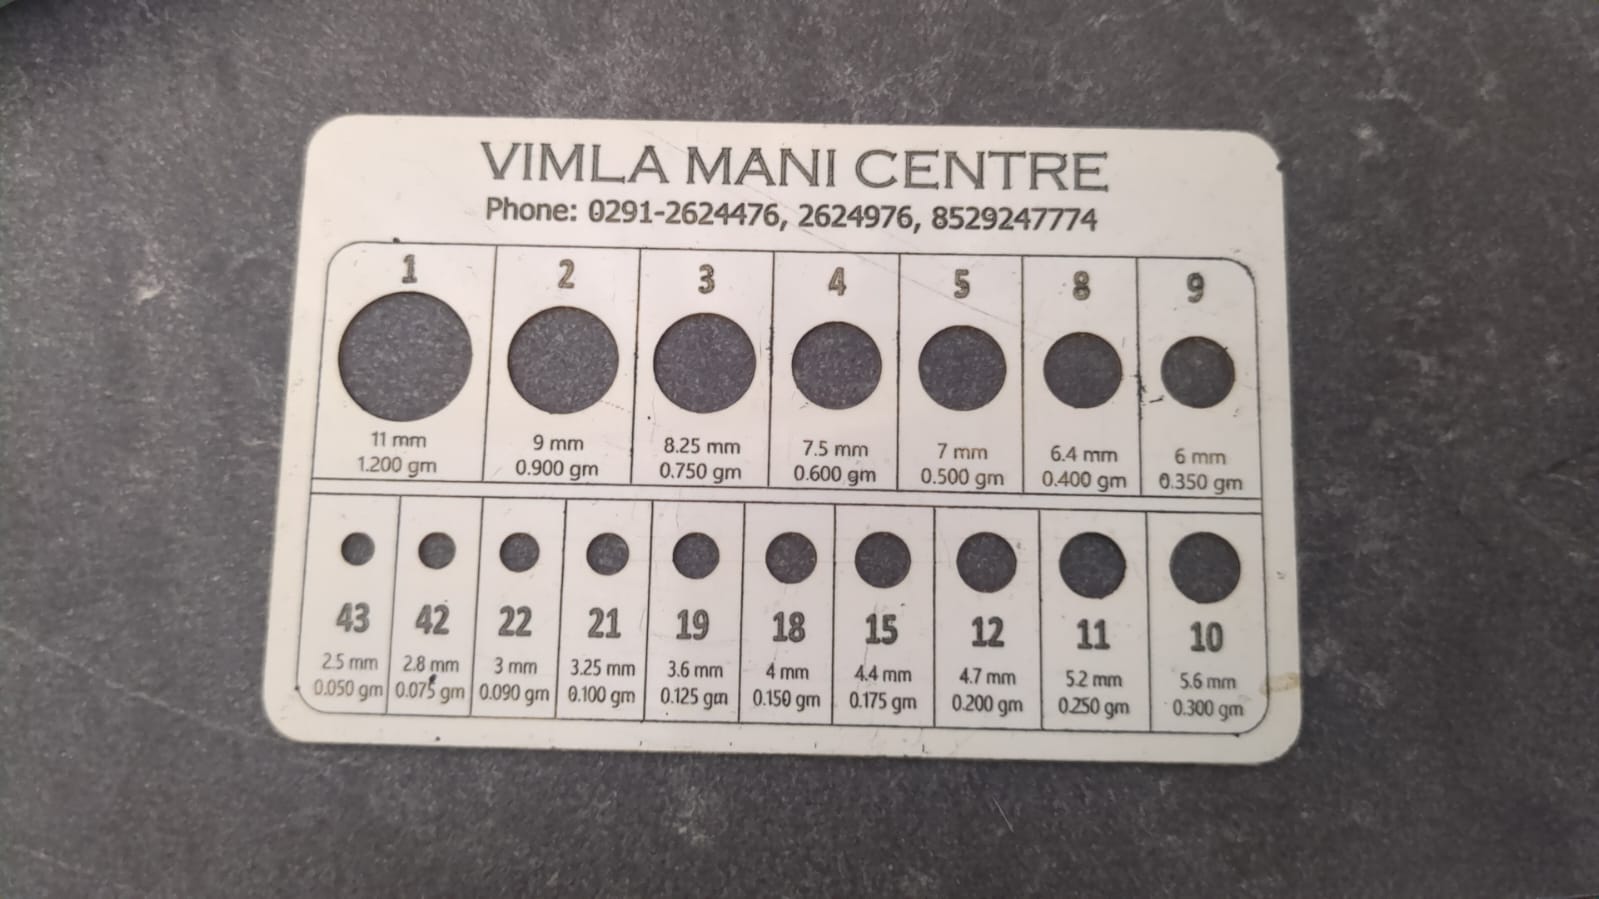 VIMLA MANI CENTRE
Phone: 0291-2624476, 2624976, 8529247774
1 2 3 4 5 8 9
11 mm 9 mm 8.25 mm 7.5 mm 7 mm 6.4 mm 6 mm
1.200 gm 0.900 gm 0.750 gm 0.600 gm 0.500 gm 0.400 gm 0.350 gm
43 42 22 21 19 18 15 12 11 10
2.5 mm 2.8 mm 3 mm 3.25 mm 3.6 mm 4 mm 4.4 mm 4.7 mm 5.2 mm 5.6 mm
0.050 gm 0.075 gm 0.090 gm 0.100 gm 0.125 gm 0.150 gm 0.175 gm 0.200 gm 0.250 gm 0.300 gm